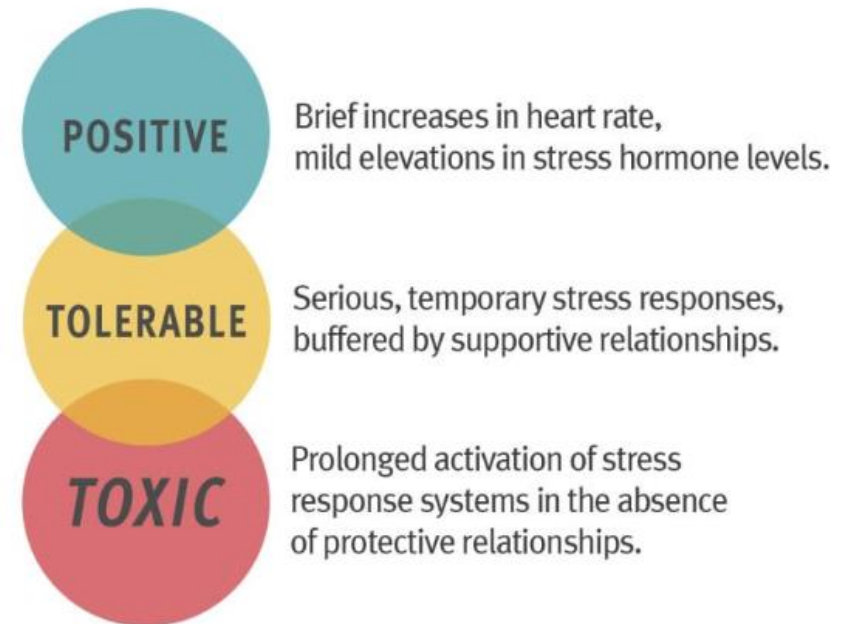 POSITIVE
Brief increases in heart rate,
mild elevations in stress hormone levels.
TOLERABLE
Serious, temporary stress responses,
buffered by supportive relationships.
TOXIC
Prolonged activation of stress
response systems in the absence
of protective relationships.